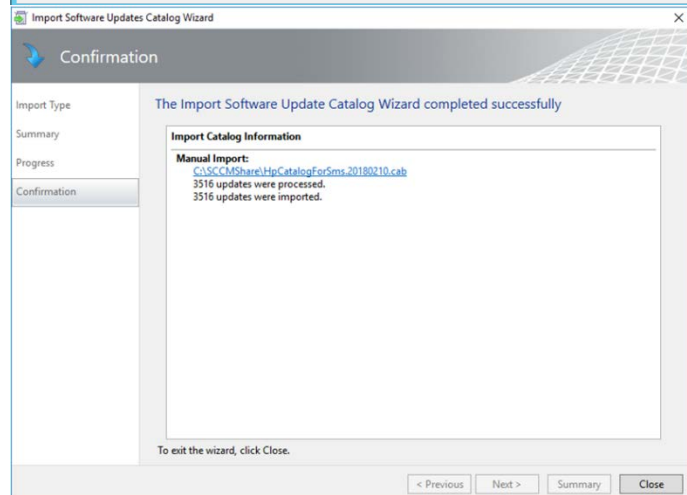 Import Software Updates Catalog Wizard
Confirmation
Import Type
Summary
Progress
Confirmation
The Import Software Update Catalog Wizard completed successfully
Import Catalog Information
Manual Import:
C:\SCCMShare\HpCatalogForSms.20180210.cab
3516 updates were processed.
3516 updates were imported.
To exit the wizard, click Close.
< Previous
Next >
Summary
Close